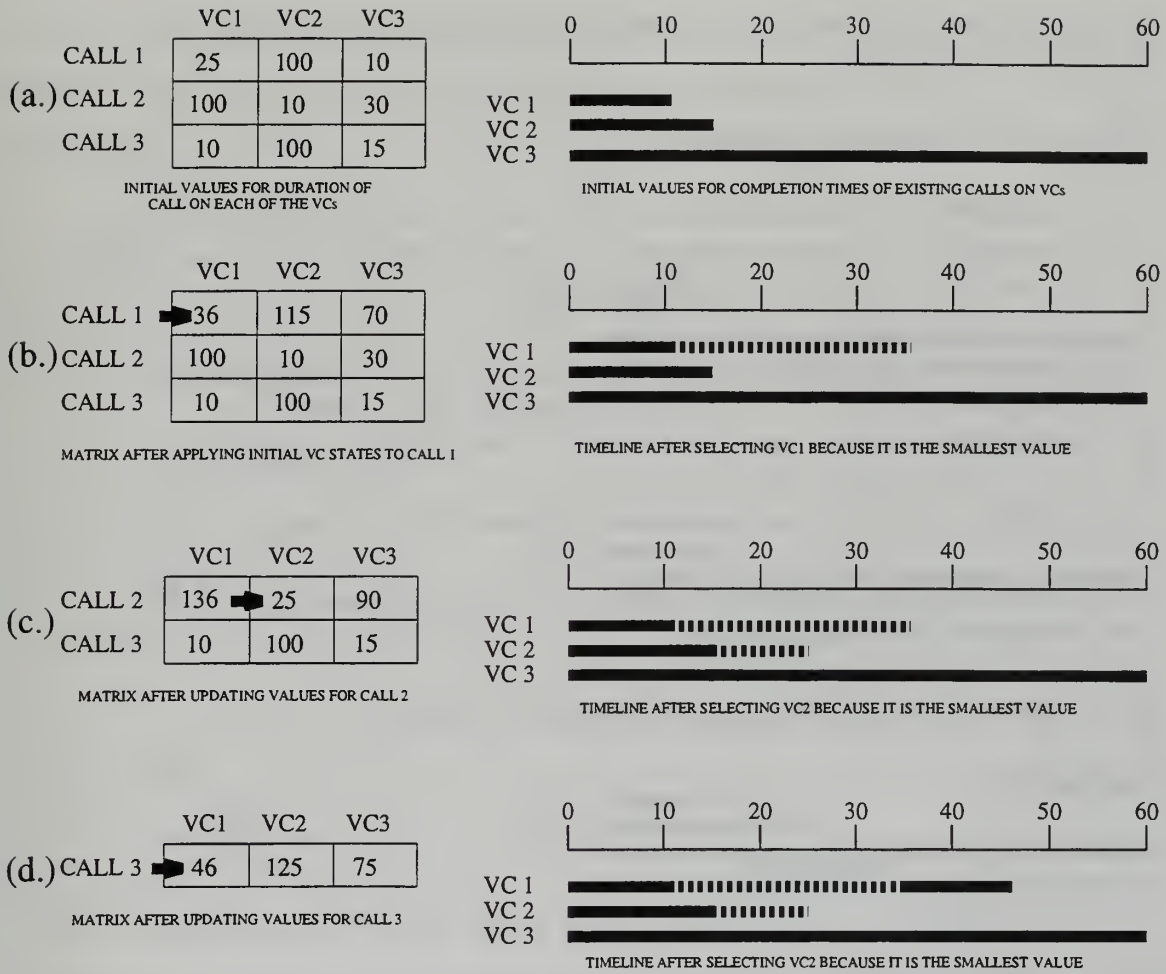 VC1 VC2 VC3
CALL 1 25 100 10
(a.) CALL 2 100 10 30
CALL 3 10 100 15
INITIAL VALUES FOR DURATION OF
CALL ON EACH OF THE VCs
0 10 20 30 40 50 60
VC 1
VC 2
VC 3
INITIAL VALUES FOR COMPLETION TIMES OF EXISTING CALLS ON VCs
VC1 VC2 VC3
CALL 1 36 115 70
(b.) CALL 2 100 10 30
CALL 3 10 100 15
MATRIX AFTER APPLYING INITIAL VC STATES TO CALL 1
0 10 20 30 40 50 60
VC 1
VC 2
VC 3
TIMELINE AFTER SELECTING VC1 BECAUSE IT IS THE SMALLEST VALUE
VC1 VC2 VC3
(c.) CALL 2 136 25 90
CALL 3 10 100 15
MATRIX AFTER UPDATING VALUES FOR CALL 2
0 10 20 30 40 50 60
VC 1
VC 2
VC 3
TIMELINE AFTER SELECTING VC2 BECAUSE IT IS THE SMALLEST VALUE
VC1 VC2 VC3
(d.) CALL 3 46 125 75
MATRIX AFTER UPDATING VALUES FOR CALL 3
0 10 20 30 40 50 60
VC 1
VC 2
VC 3
TIMELINE AFTER SELECTING VC2 BECAUSE IT IS THE SMALLEST VALUE